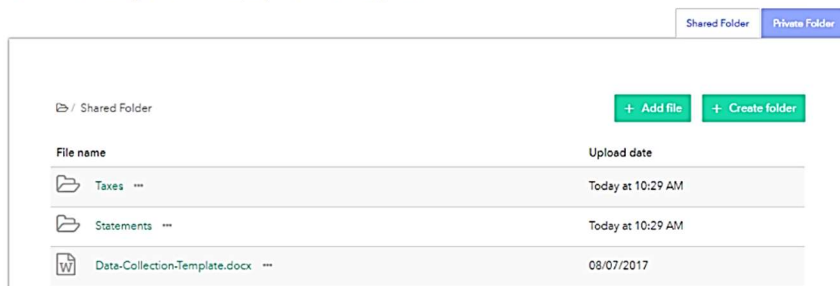 Shared Folder Private Folder
/ Shared Folder + Add file + Create folder
File name Upload date
Taxes ••• Today at 10:29 AM
Statements ••• Today at 10:29 AM
W Data-Collection-Template.docx ••• 08/07/2017